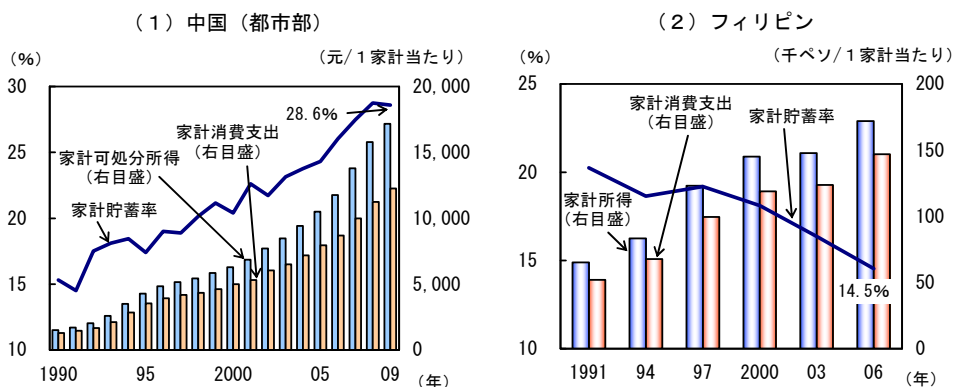 （１）中国（都市部）
（%）
（元/１家計当たり）
30
25
20
15
10
20,000
15,000
10,000
5,000
0
28.6%
家計消費支出
（右目盛）
家計可処分所得
（右目盛）
家計貯蓄率
1990
95
2000
05
09
（年）
（２）フィリピン
（%）
（千ペソ/１家計当たり）
25
20
15
10
200
150
100
50
0
家計消費支出
（右目盛）
家計貯蓄率
家計所得
（右目盛）
14.5%
1991
94
97
2000
03
06
（年）